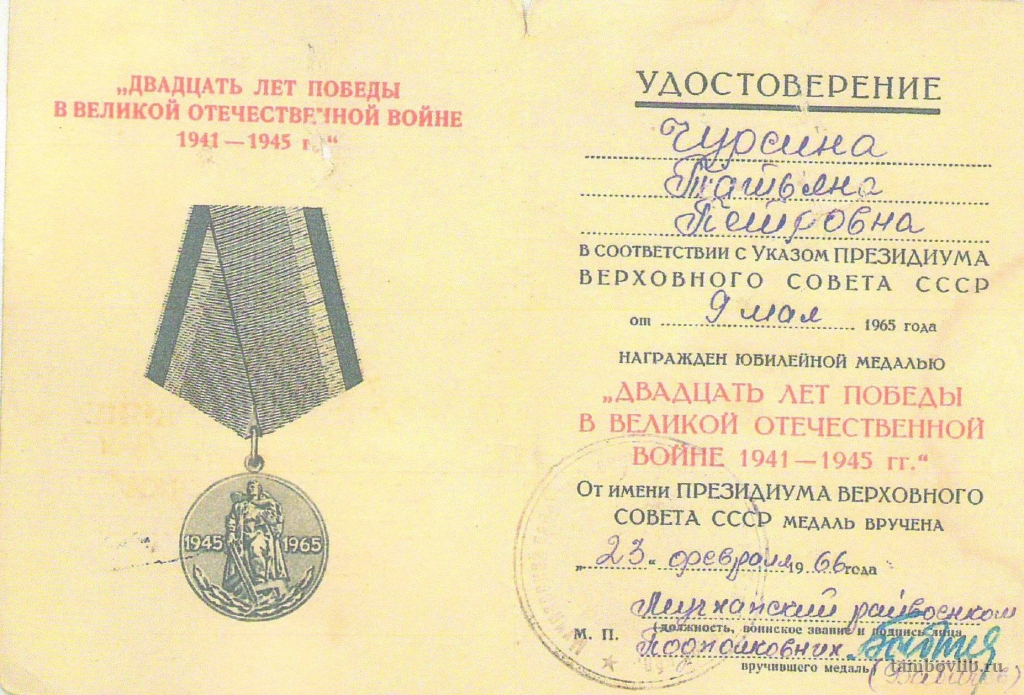 „ДВАДЦАТЬ ЛЕТ ПОБЕДЫ
В ВЕЛИКОЙ ОТЕЧЕСТВЕННОЙ ВОЙНЕ
1941 — 1945 г. “
1945 1965
УДОСТОВЕРЕНИЕ
Чурсина
Татьяна
Петровна
В СООТВЕТСТВИИ С УКАЗОМ ПРЕЗИДИУМА
ВЕРХОВНОГО СОВЕТА СССР
от 9 мая 1965 года
НАГРАЖДЕН ЮБИЛЕЙНОЙ МЕДАЛЬЮ
„ДВАДЦАТЬ ЛЕТ ПОБЕДЫ
В ВЕЛИКОЙ ОТЕЧЕСТВЕННОЙ
ВОЙНЕ 1941 — 1945 гг.“
От имени ПРЕЗИДИУМА ВЕРХОВНОГО
СОВЕТА СССР МЕДАЛЬ ВРУЧЕНА
„23“ февраля 1966 года
райвоенком
(должность, воинское звание и подпись лица,
М. П. Подполковник
вручившего медаль)
tambovlib.ru